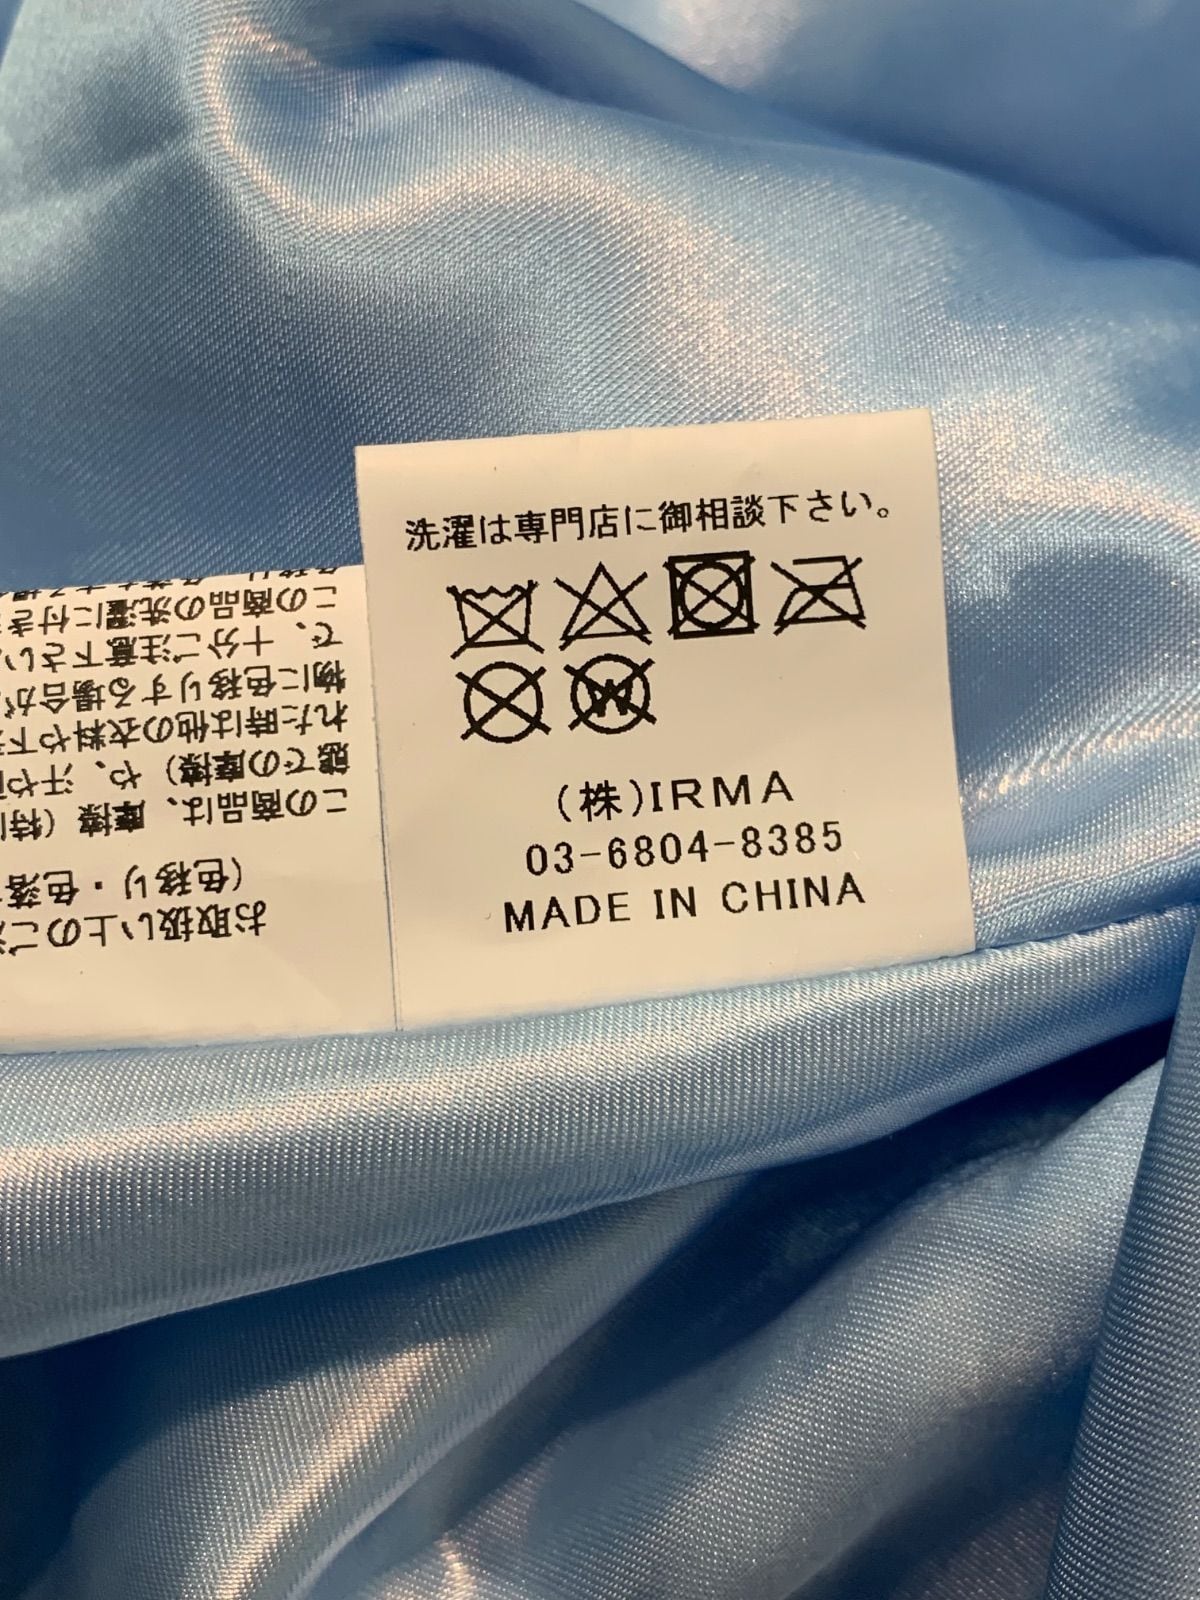 洗濯は専門店に御相談下さい。
(株)IRMA
03-6804-8385
MADE IN CHINA
お取扱い上のご
(色移り・色落
この商品は、摩擦(特
態での摩擦)や、汗や
れた時は他の衣料や下
物に色移りする場合が
で、十分ご注意下さい
この商品の洗濯に付き